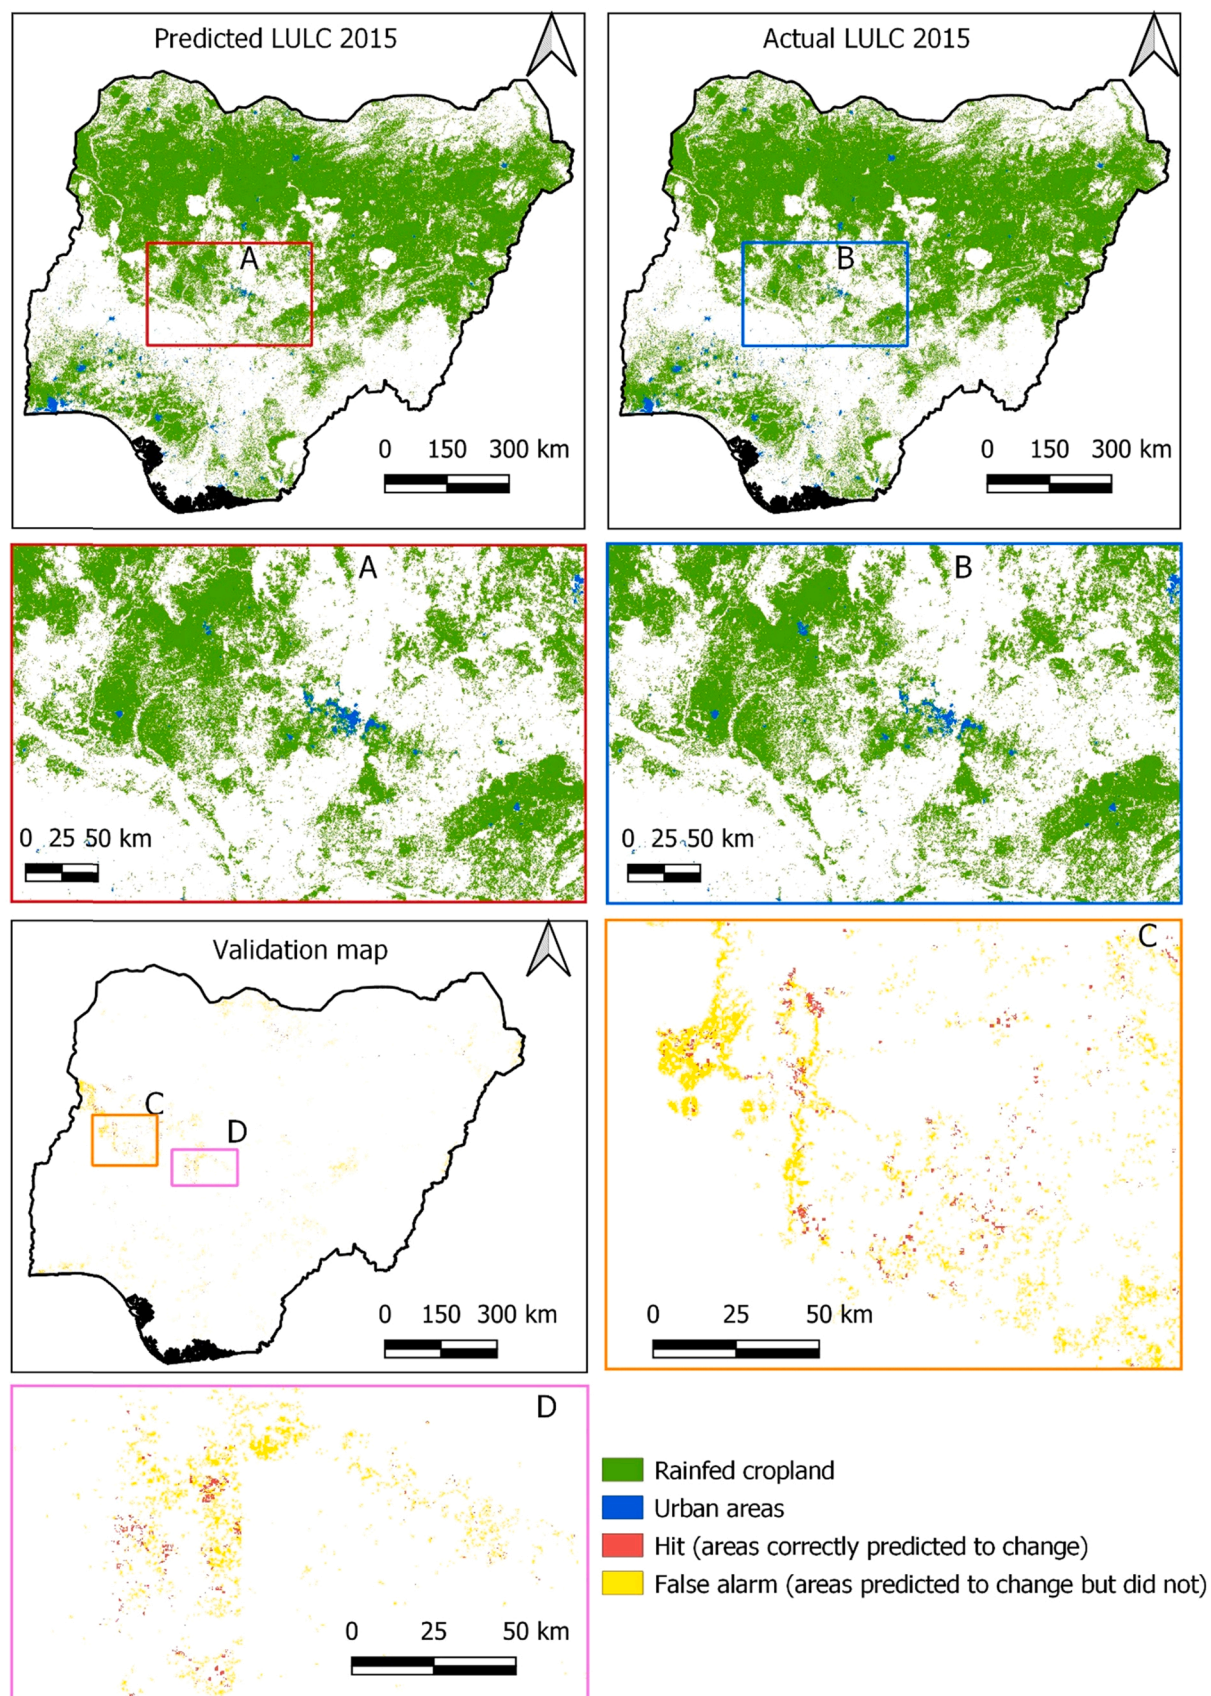 Predicted LULC 2015
A
0 150 300 km
Actual LULC 2015
B
0 150 300 km
A
0 25 50 km
B
0 25 50 km
Validation map
C
D
0 150 300 km
C
0 25 50 km
D
0 25 50 km
Rainfed cropland
Urban areas
Hit (areas correctly predicted to change)
False alarm (areas predicted to change but did not)